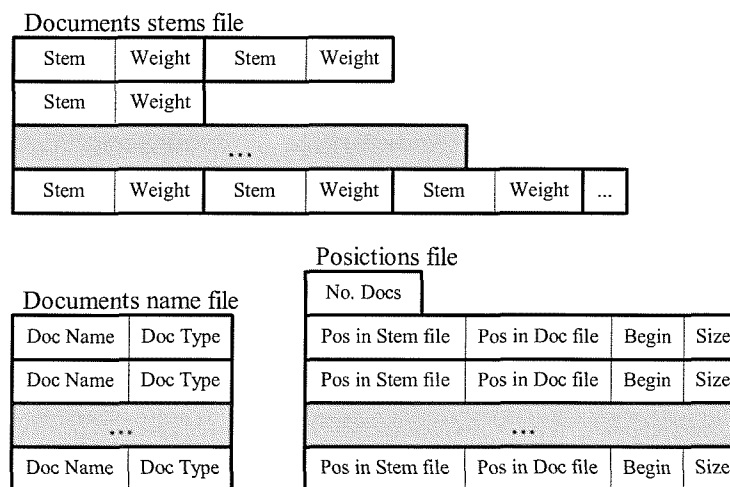 Documents stems file
Stem Weight Stem Weight
Stem Weight
...
Stem Weight Stem Weight Stem Weight ...
Posictions file
No. Docs
Documents name file
Doc Name Doc Type
Doc Name Doc Type
...
Doc Name Doc Type
Pos in Stem file Pos in Doc file Begin Size
Pos in Stem file Pos in Doc file Begin Size
...
Pos in Stem file Pos in Doc file Begin Size